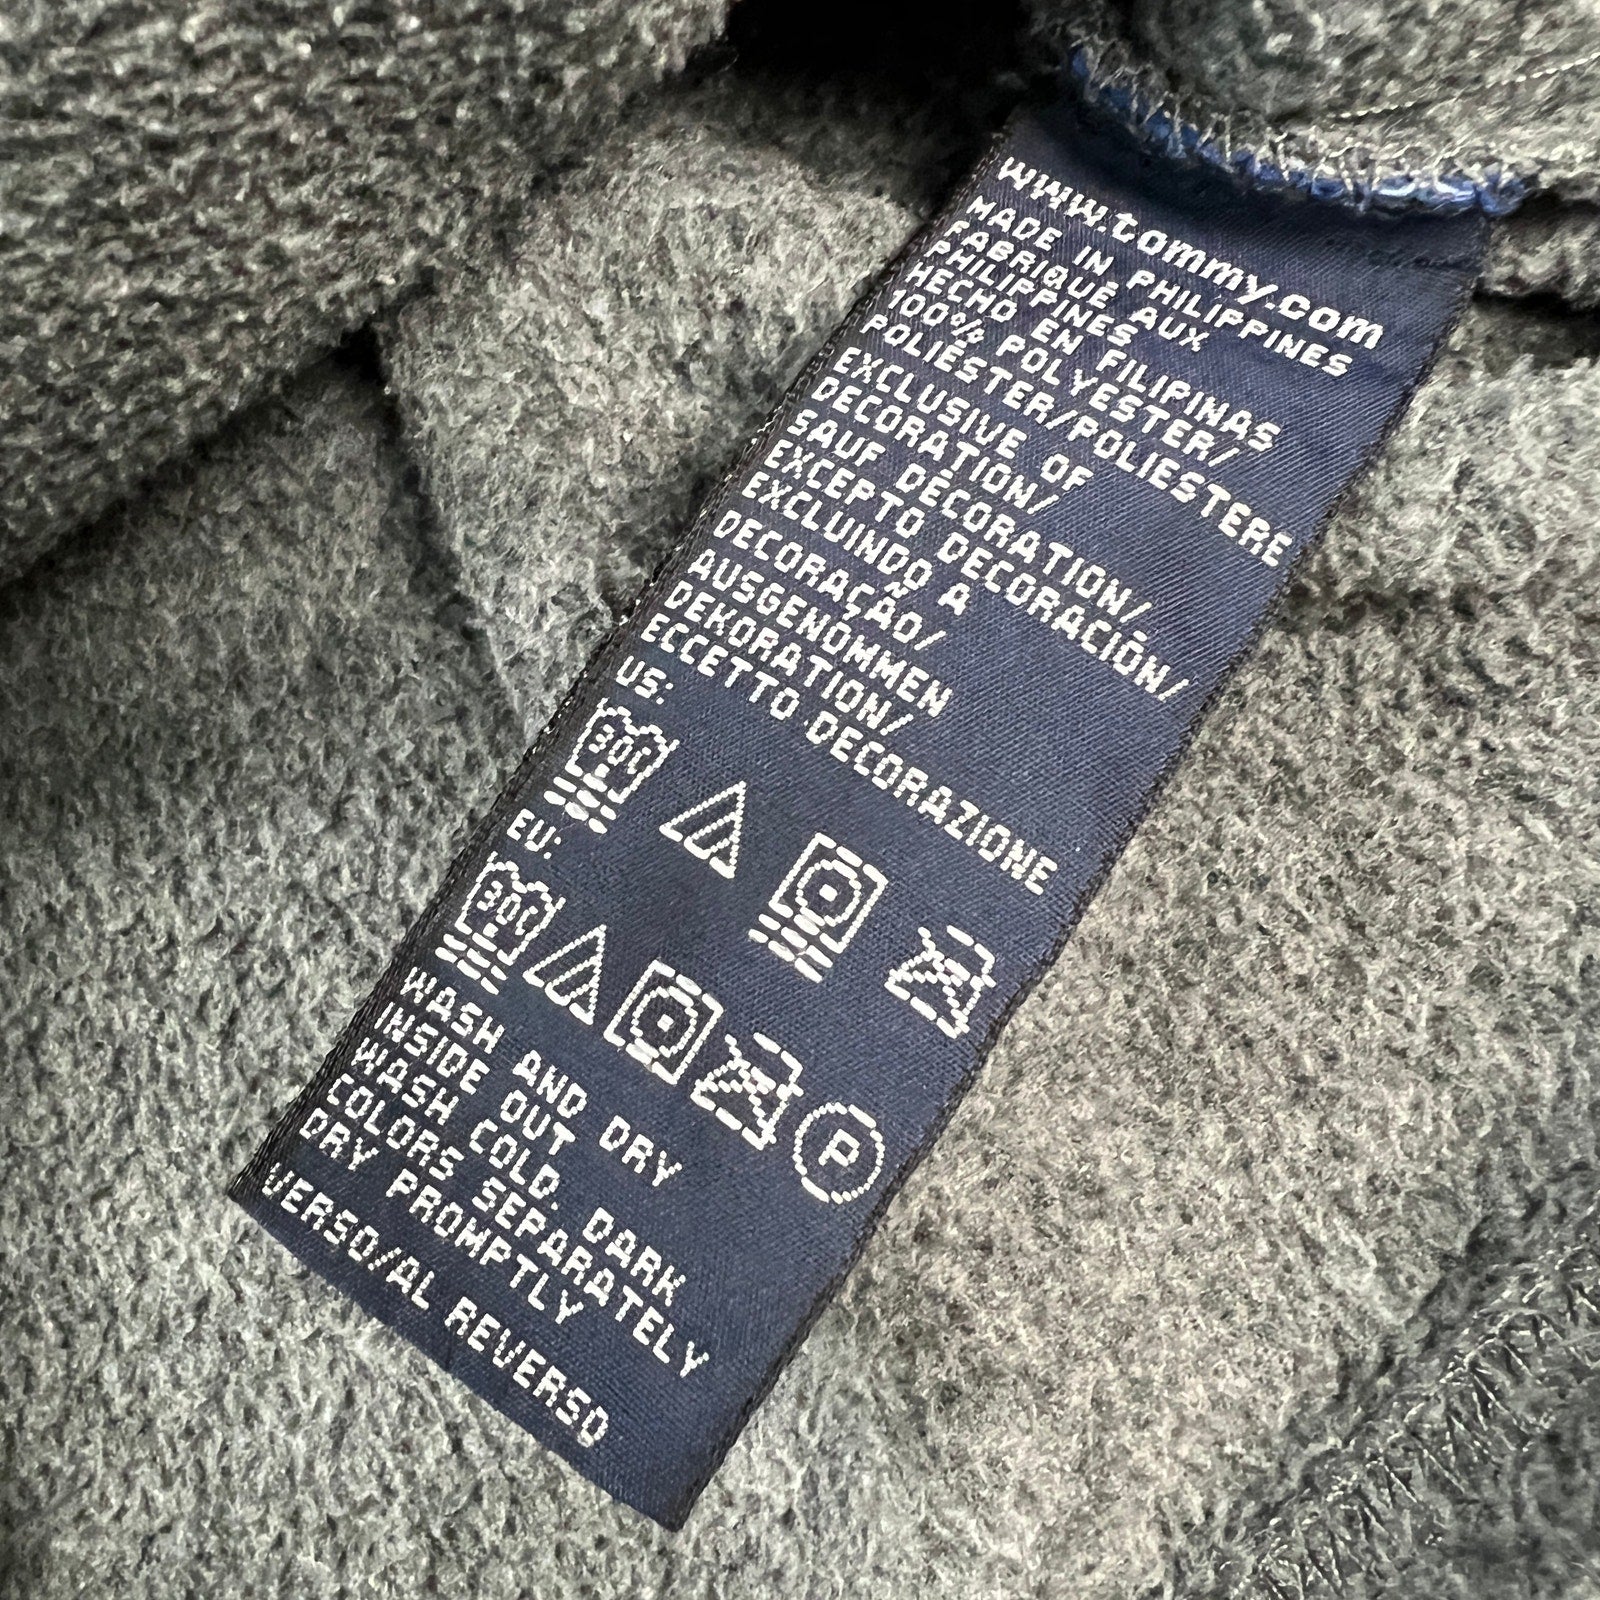 www.tommy.com
MADE IN PHILIPPINES
FABRIQUÉ AUX
PHILIPPINES
HECHO EN FILIPINAS
100% POLYESTER/
POLIÉSTER/POLIESTERE
EXCLUSIVE OF
DECORATION/
SAUF DÉCORATION/
EXCEPTO DECORACIÓN/
EXCLUINDO A
DECORAÇÃO/
AUSGENOMMEN
DEKORATION/
ECCETTO DECORAZIONE
US:
30C
EU:
30C
P
WASH AND DRY
INSIDE OUT
WASH COLD. DARK
COLORS SEPARATELY
DRY PROMPTLY
VERSO/AL REVERSO